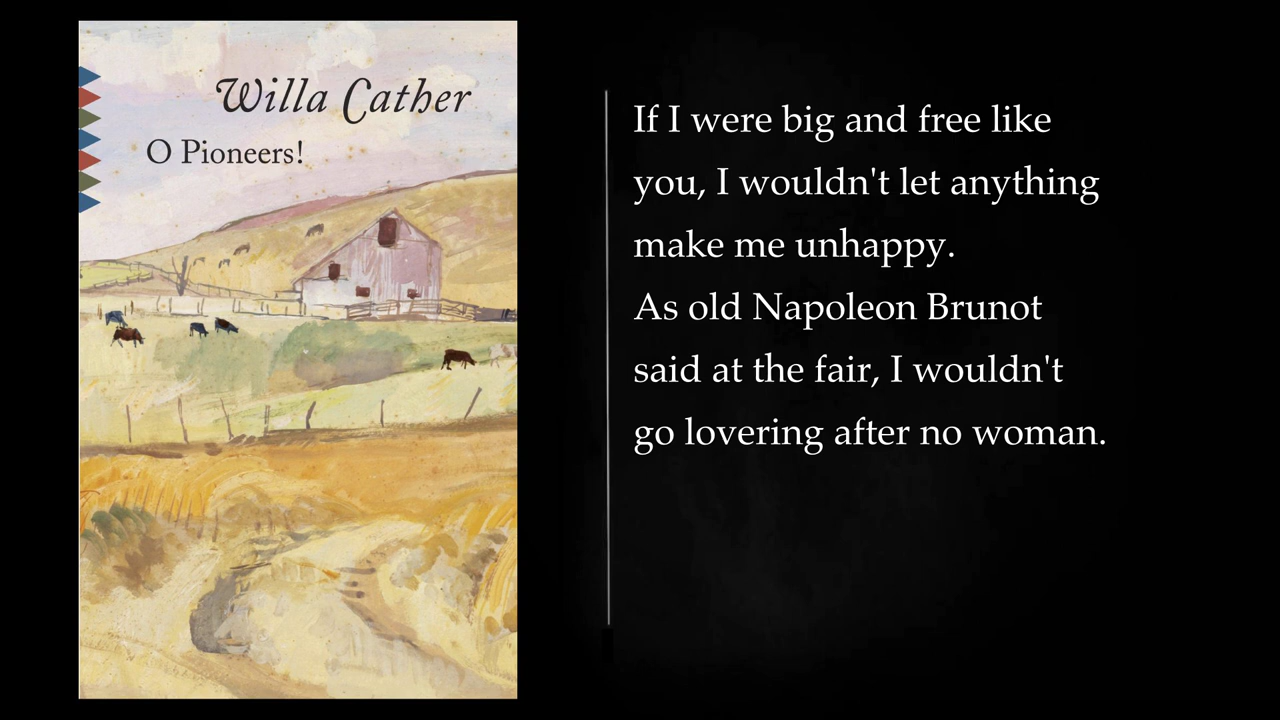 Willa Cather
O Pioneers!
If I were big and free like
you, I wouldn't let anything
make me unhappy.
As old Napoleon Brunot
said at the fair, I wouldn't
go lovering after no woman.